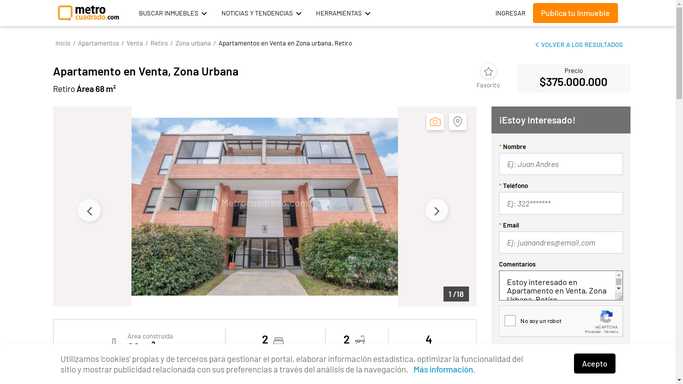 metro
cuadrado.com
BUSCAR INMUEBLES
NOTICIAS Y TENDENCIAS
HERRAMIENTAS
INGRESAR
Publica tu Inmueble
Inicio / Apartamentos / Venta / Retiro / Zona urbana / Apartamentos en Venta en Zona urbana, Retiro
VOLVER A LOS RESULTADOS
Apartamento en Venta, Zona Urbana
Retiro Área 68 m²
Favorito
Precio
$375.000.000
Metrocuadrado.com
1 /18
¡Estoy Interesado!
* Nombre
Ej: Juan Andres
* Teléfono
Ej: 322*******
* Email
Ej: juanandres@email.com
Comentarios
Estoy interesado en
Apartamento en Venta, Zona
Urbana, Retiro
No soy un robot
reCAPTCHA
Privacidad - Términos
Área construida
2
2
4
Utilizamos 'cookies' propias y de terceros para gestionar el portal, elaborar información estadística, optimizar la funcionalidad del
sitio y mostrar publicidad relacionada con sus preferencias a través del análisis de la navegación. Más información.
Acepto